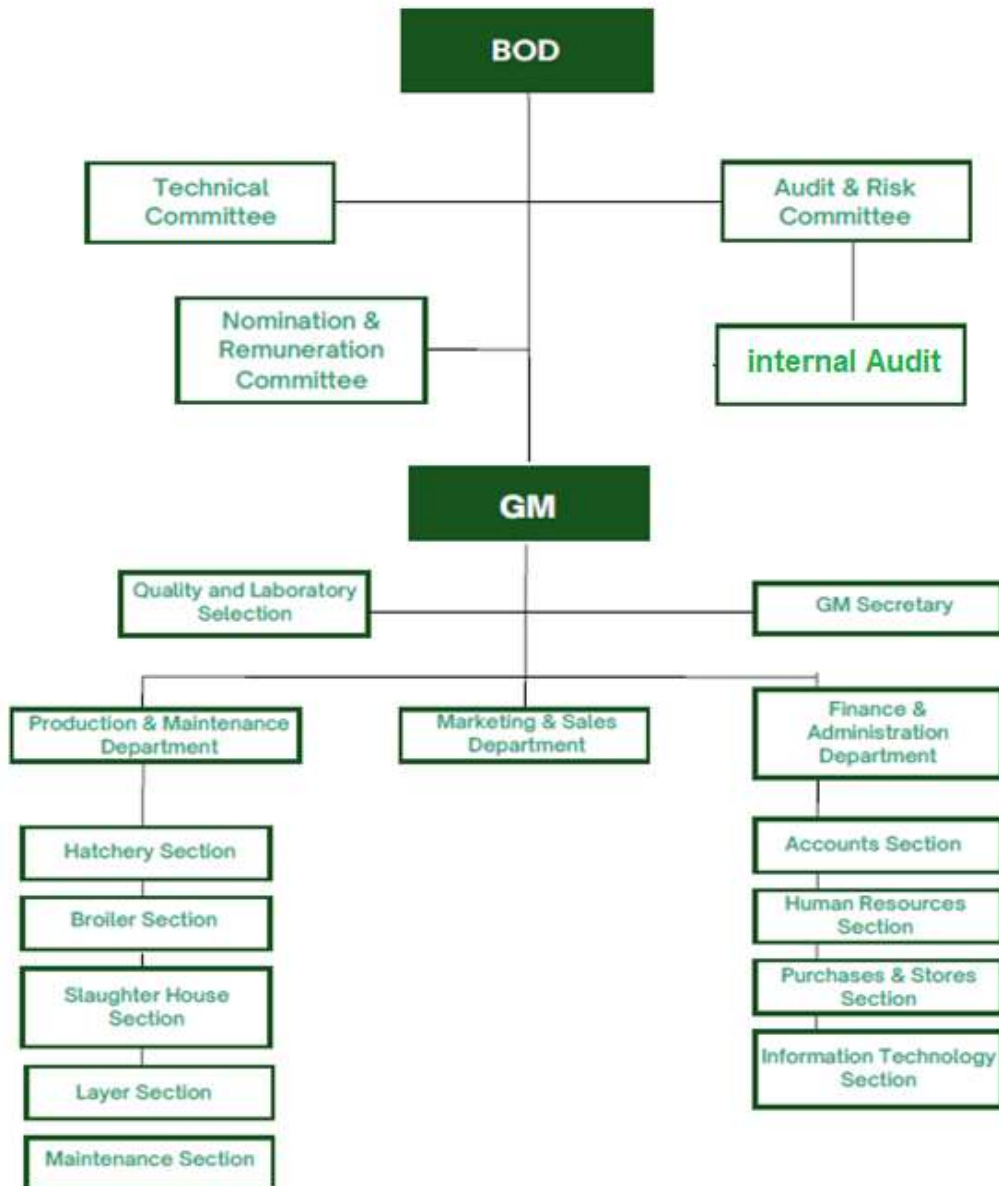 BOD
Technical
Committee
Audit & Risk
Committee
Nomination &
Remuneration
Committee
internal Audit
GM
Quality and Laboratory
Selection
GM Secretary
Production & Maintenance
Department
Marketing & Sales
Department
Finance &
Administration
Department
Hatchery Section
Broiler Section
Slaughter House
Section
Layer Section
Maintenance Section
Accounts Section
Human Resources
Section
Purchases & Stores
Section
Information Technology
Section